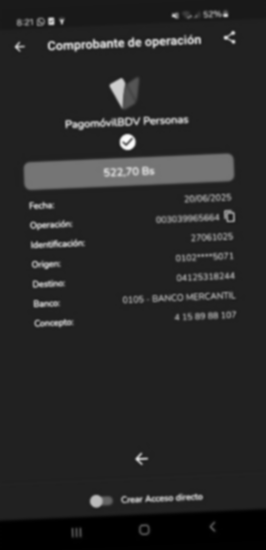 8:21
52%
Comprobante de operación
PagomóvilBDV Personas
522,70 Bs
Fecha: 20/06/2025
Operación: 003039965664
Identificación: 27061025
Origen: 0102****5071
Destino: 04125318244
Banco: 0105 - BANCO MERCANTIL
Concepto: 4 15 89 88 107
Crear Acceso directo